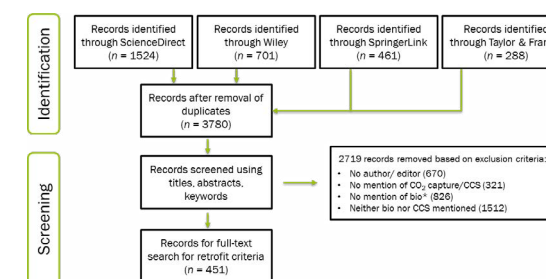 Identification
Records identified
through ScienceDirect
(n = 1524)
Records identified
through Wiley
(n = 701)
Records identified
through SpringerLink
(n = 461)
Records identified
through Taylor &
(n = 288)
Records after removal of
duplicates
(n = 3780)
Screening
Records screened using
titles, abstracts,
keywords
2719 records removed based on exclusion criteria:
• No author/ editor (670)
• No mention of CO₂ capture/CCS (321)
• No mention of bio* (826)
• Neither bio nor CCS mentioned (1512)
Records for full-text
search for retrofit criteria
(n = 451)